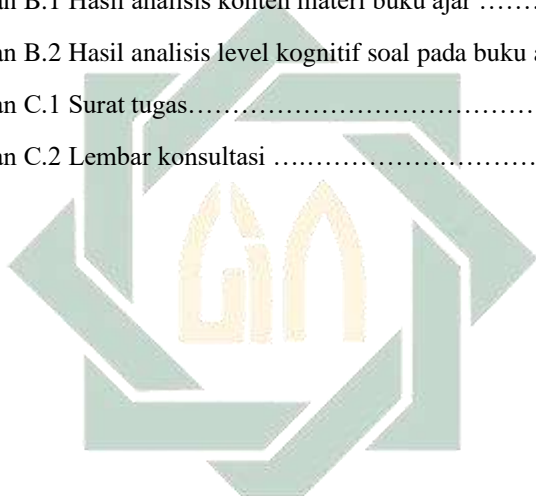 an B.1 Hasil analisis konten materi buku ajar ……
an B.2 Hasil analisis level kognitif soal pada buku a
an C.1 Surat tugas……………………………………
an C.2 Lembar konsultasi ….………………………